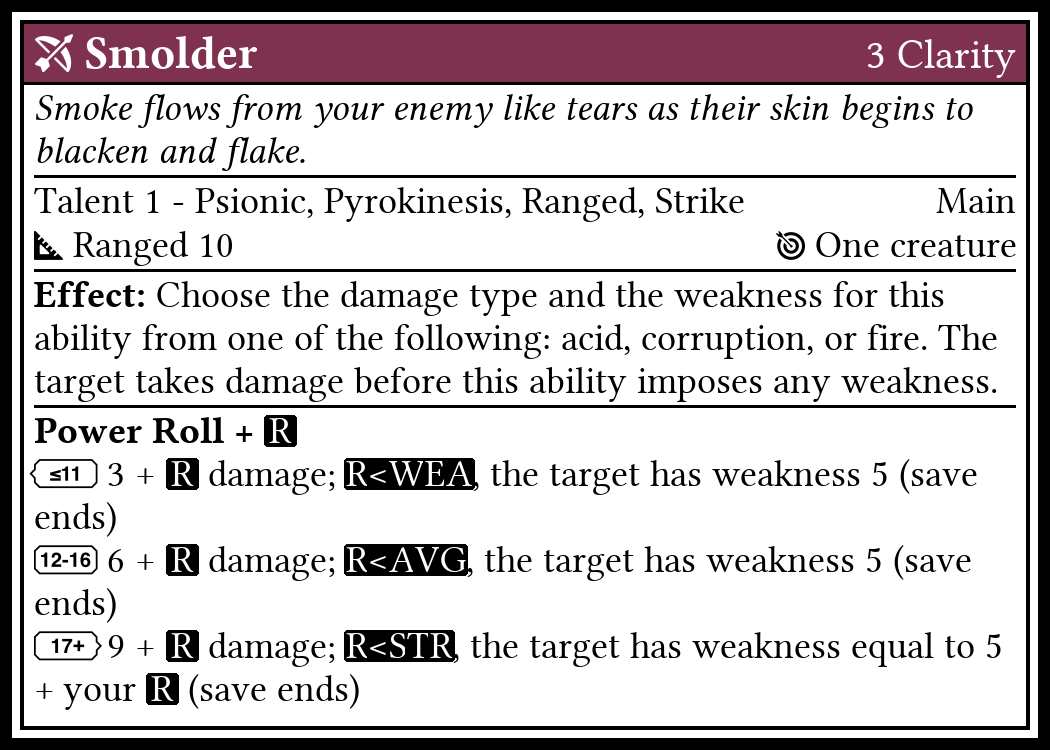 Smolder 3 Clarity
Smoke flows from your enemy like tears as their skin begins to
blacken and flake.
Talent 1 - Psionic, Pyrokinesis, Ranged, Strike Main
Ranged 10 One creature
Effect: Choose the damage type and the weakness for this
ability from one of the following: acid, corruption, or fire. The
target takes damage before this ability imposes any weakness.
Power Roll + R
≤11 3 + R damage; R<WEA, the target has weakness 5 (save
ends)
12-16 6 + R damage; R<AVG, the target has weakness 5 (save
ends)
17+ 9 + R damage; R<STR, the target has weakness equal to 5
+ your R (save ends)